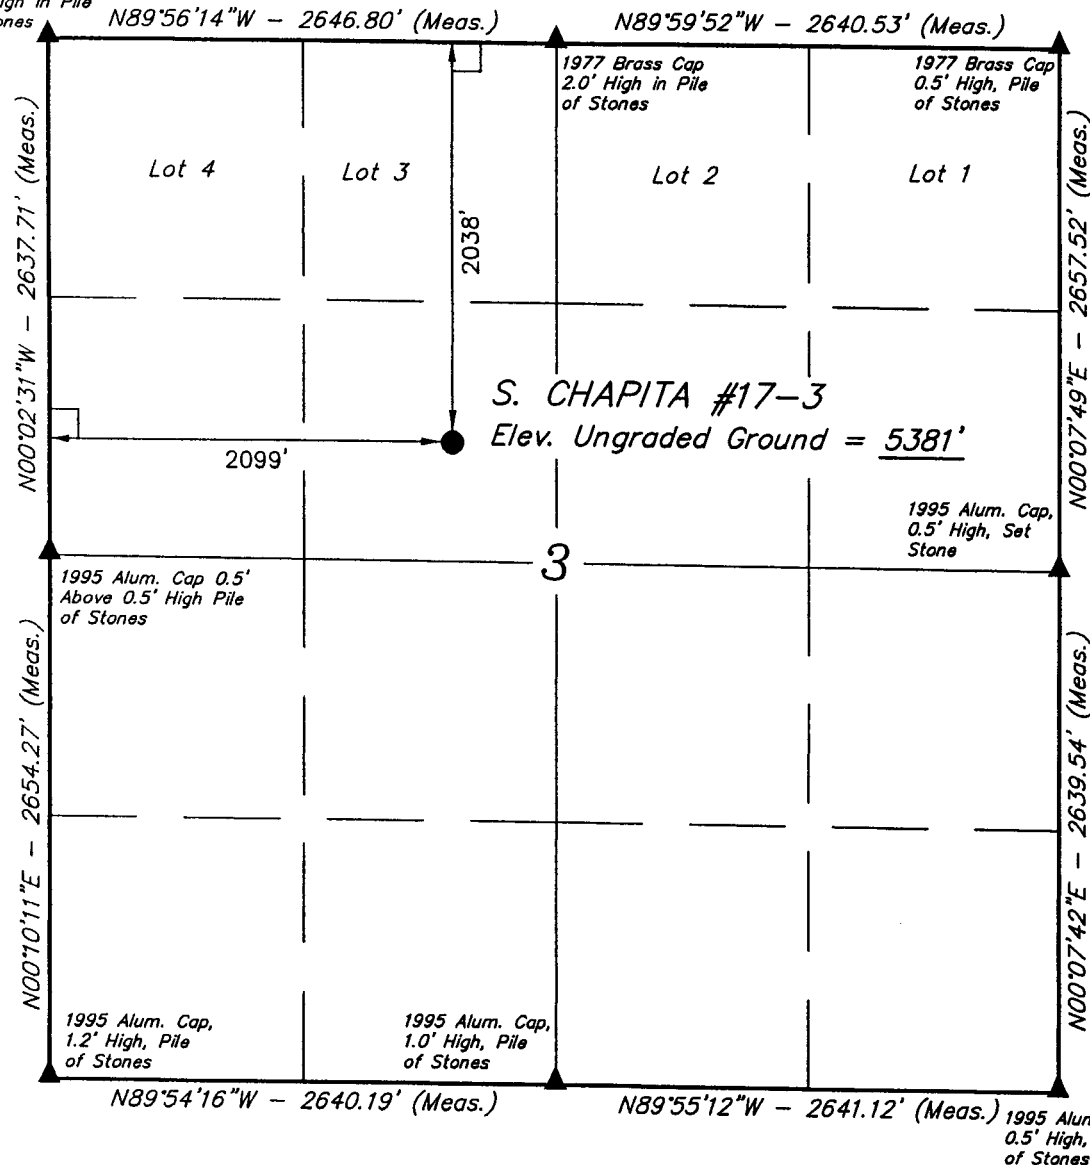 High in Pile
Stones
N89°56'14"W - 2646.80' (Meas.)
N89°59'52"W - 2640.53' (Meas.)
1977 Brass Cap
2.0' High in Pile
of Stones
1977 Brass Cap
0.5' High, Pile
of Stones
N00°02'31"W - 2637.71' (Meas.)
Lot 4
Lot 3
Lot 2
Lot 1
N00°07'49"E - 2657.52' (Meas.)
2038'
S. CHAPITA #17-3
Elev. Ungraded Ground = 5381'
2099'
1995 Alum. Cap,
0.5' High, Set
Stone
3
1995 Alum. Cap 0.5'
Above 0.5' High Pile
of Stones
N00°10'11"E - 2654.27' (Meas.)
N00°07'42"E - 2639.54' (Meas.)
1995 Alum. Cap,
1.2' High, Pile
of Stones
1995 Alum. Cap,
1.0' High, Pile
of Stones
N89°54'16"W - 2640.19' (Meas.)
N89°55'12"W - 2641.12' (Meas.)
1995 Alum
0.5' High,
of Stones